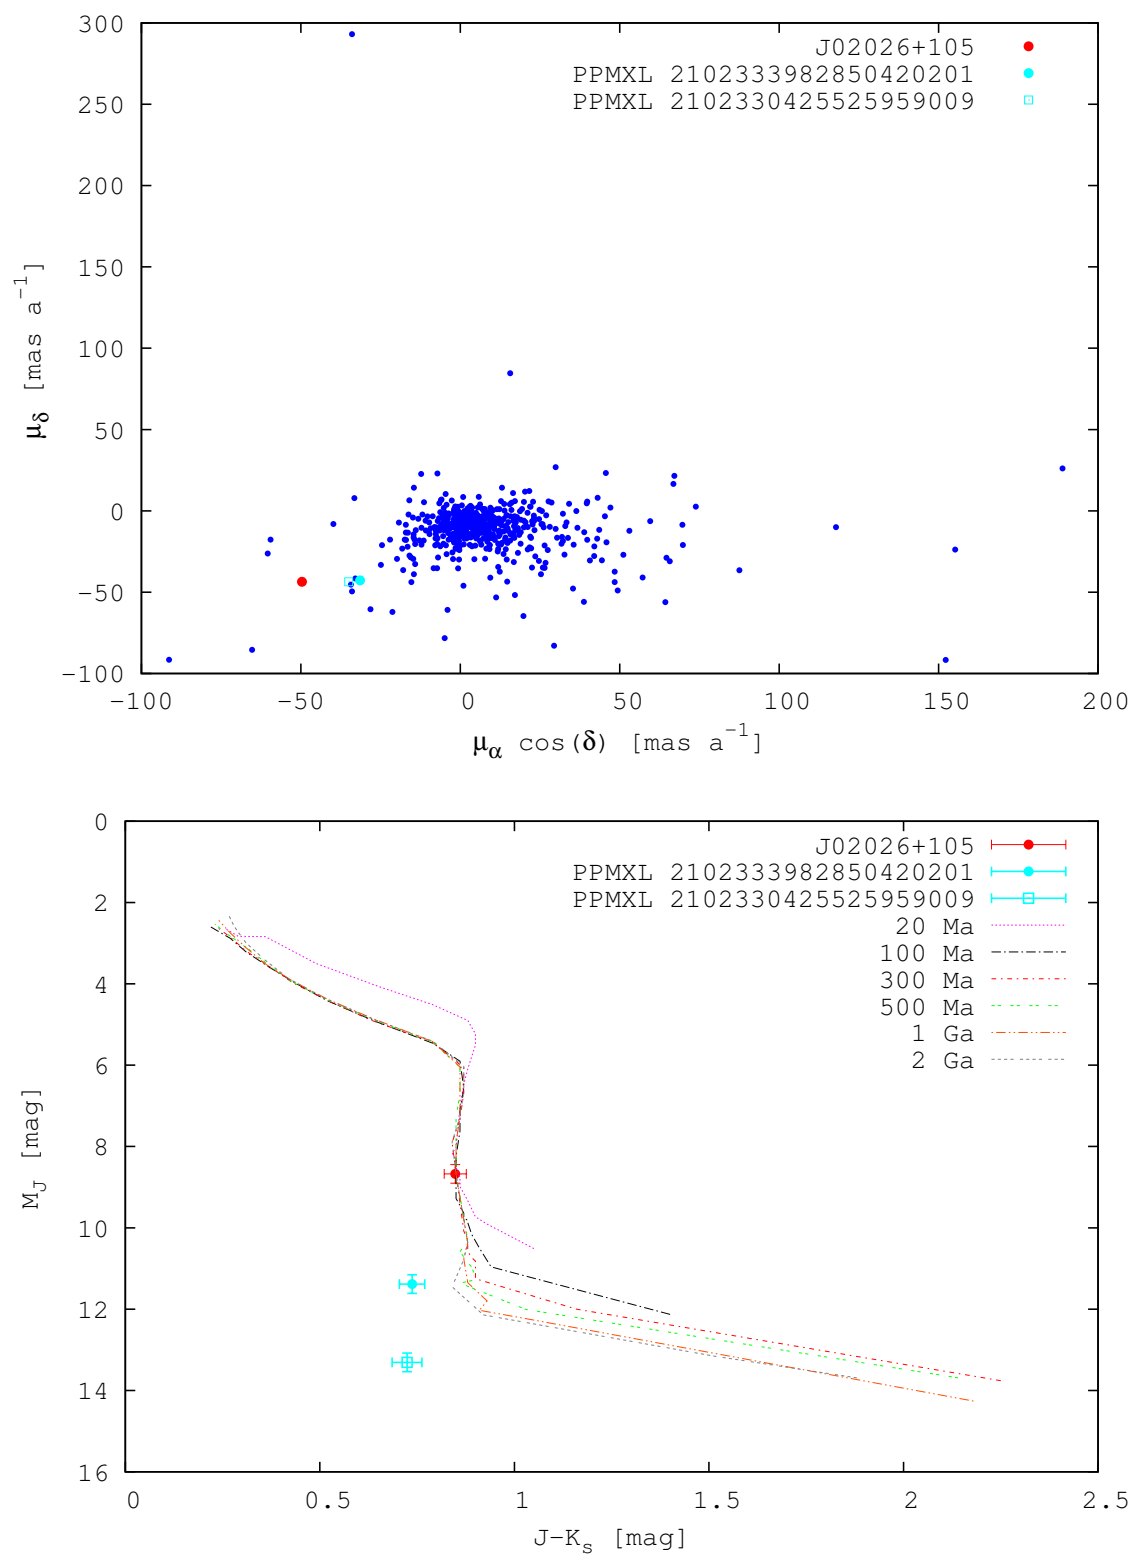 300
250
200
150
100
50
0
−50
−100
−100
−50
0
50
100
150
200
μδ [mas a−1]
μα cos(δ) [mas a−1]
J02026+105
PPMXL 2102333982850420201
PPMXL 2102330425525959009
0
2
4
6
8
10
12
14
16
0
0.5
1
1.5
2
2.5
MJ [mag]
J−Ks [mag]
J02026+105
PPMXL 2102333982850420201
PPMXL 2102330425525959009
20 Ma
100 Ma
300 Ma
500 Ma
1 Ga
2 Ga